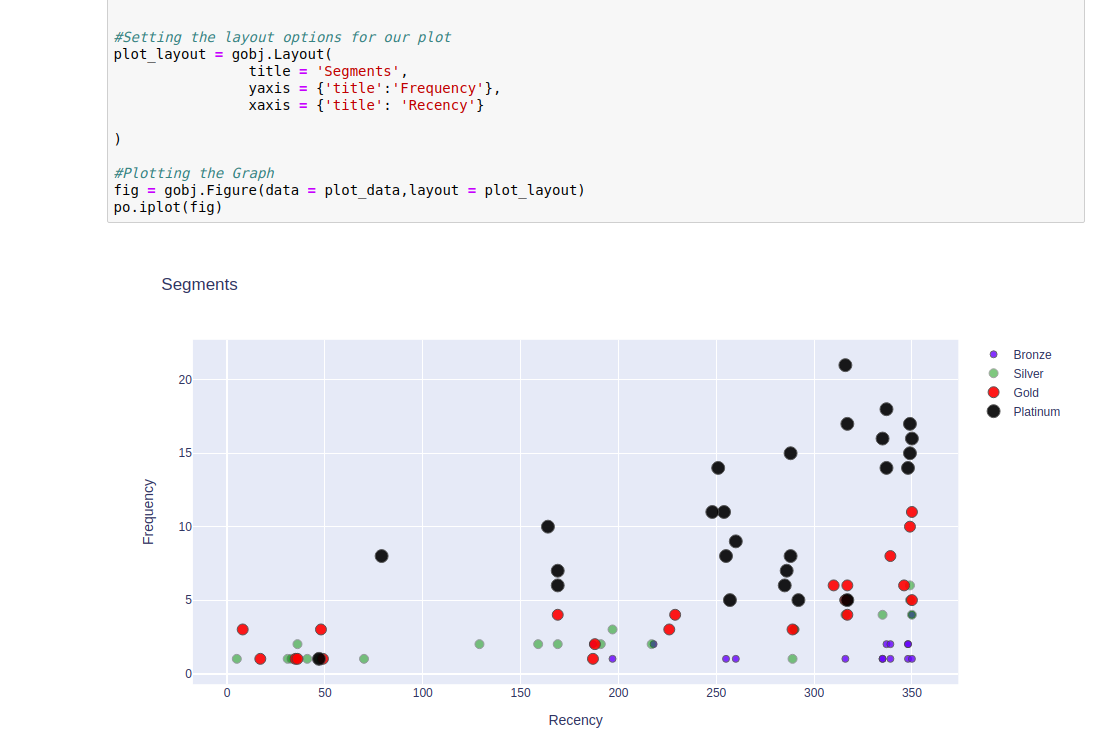 #Setting the layout options for our plot
plot_layout = gobj.Layout(
title = 'Segments',
yaxis = {'title':'Frequency'},
xaxis = {'title': 'Recency'}
)
#Plotting the Graph
fig = gobj.Figure(data = plot_data,layout = plot_layout)
po.iplot(fig)
Segments
Bronze
Silver
Gold
Platinum
Frequency
20
15
10
5
0
0 50 100 150 200 250 300 350
Recency